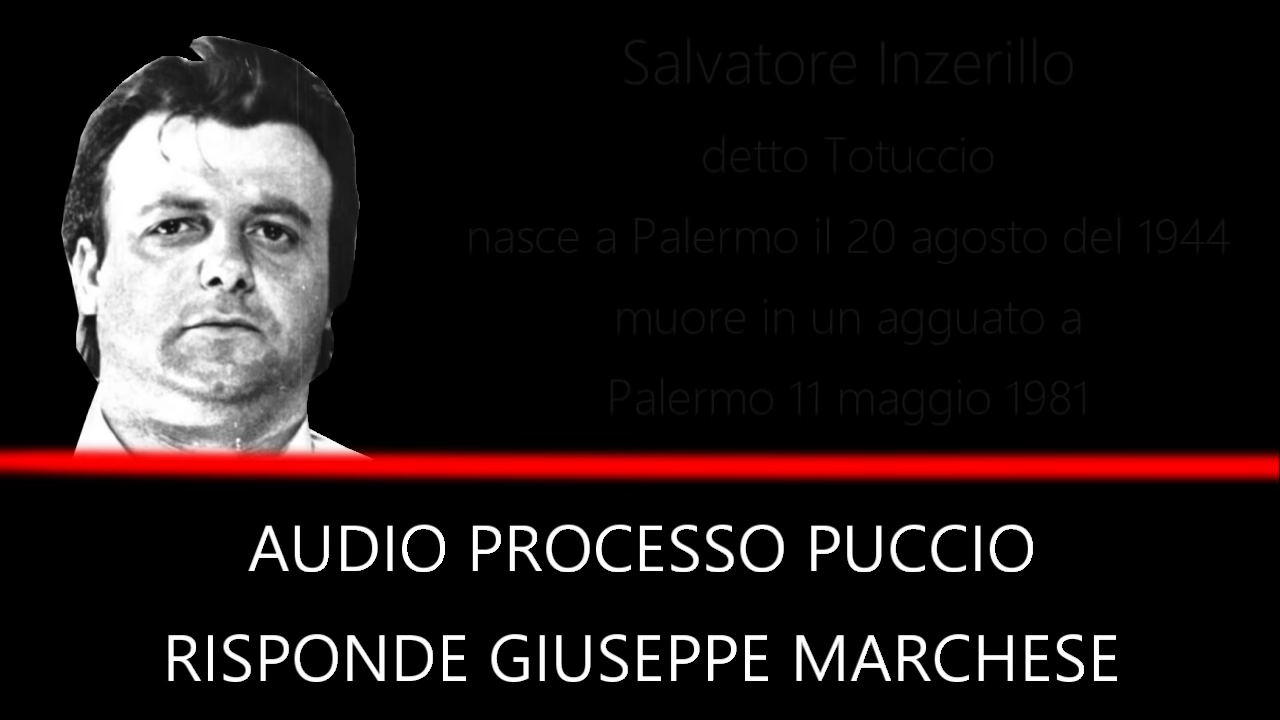 Salvatore Inzerillo
detto Totuccio
nasce a Palermo il 20 agosto del 1944
muore in un agguato a
Palermo 11 maggio 1981
AUDIO PROCESSO PUCCIO
RISPONDE GIUSEPPE MARCHESE